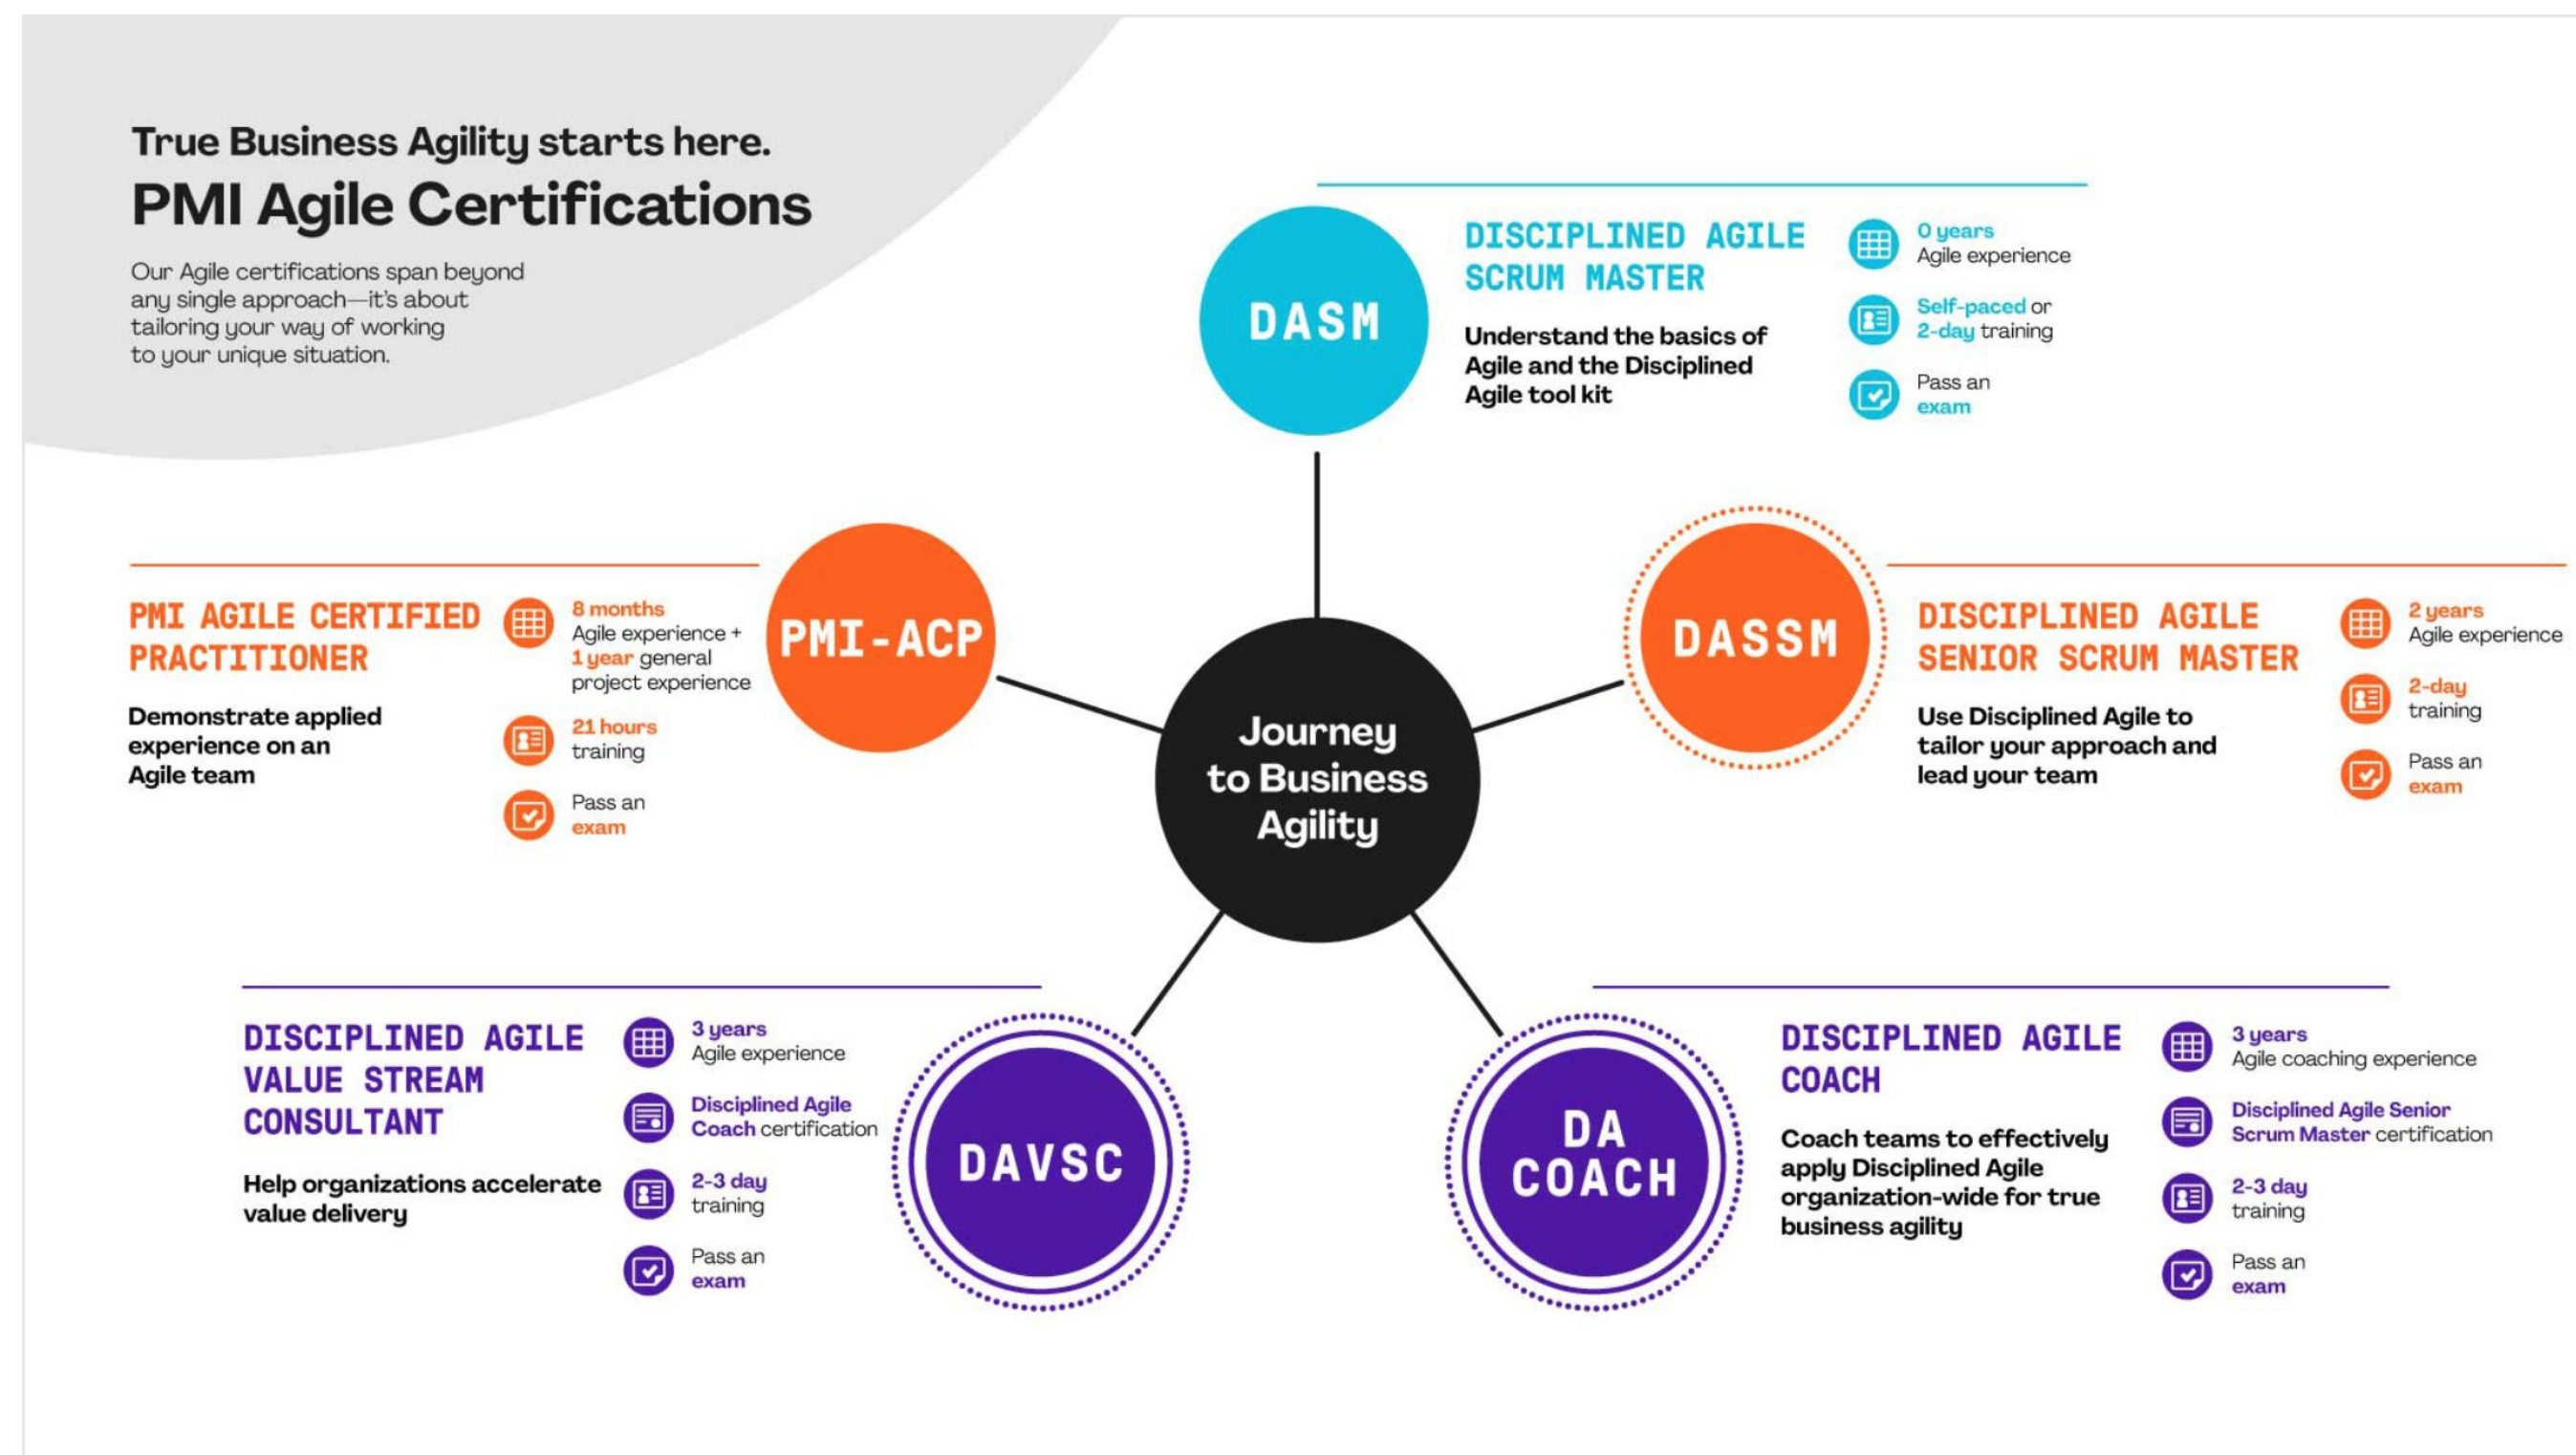 True Business Agility starts here.
PMI Agile Certifications
Our Agile certifications span beyond
any single approach—it's about
tailoring your way of working
to your unique situation.
DASM
DISCIPLINED AGILE
SCRUM MASTER
Understand the basics of
Agile and the Disciplined
Agile tool kit
0 years
Agile experience
Self-paced or
2-day training
Pass an
exam
PMI AGILE CERTIFIED
PRACTITIONER
Demonstrate applied
experience on an
Agile team
8 months
Agile experience +
1 year general
project experience
21 hours
training
Pass an
exam
PMI-ACP
Journey
to Business
Agility
DASSM
DISCIPLINED AGILE
SENIOR SCRUM MASTER
Use Disciplined Agile to
tailor your approach and
lead your team
2 years
Agile experience
2-day
training
Pass an
exam
DISCIPLINED AGILE
VALUE STREAM
CONSULTANT
Help organizations accelerate
value delivery
3 years
Agile experience
Disciplined Agile
Coach certification
2-3 day
training
Pass an
exam
DAVSC
DA
COACH
DISCIPLINED AGILE
COACH
Coach teams to effectively
apply Disciplined Agile
organization-wide for true
business agility
3 years
Agile coaching experience
Disciplined Agile Senior
Scrum Master certification
2-3 day
training
Pass an
exam